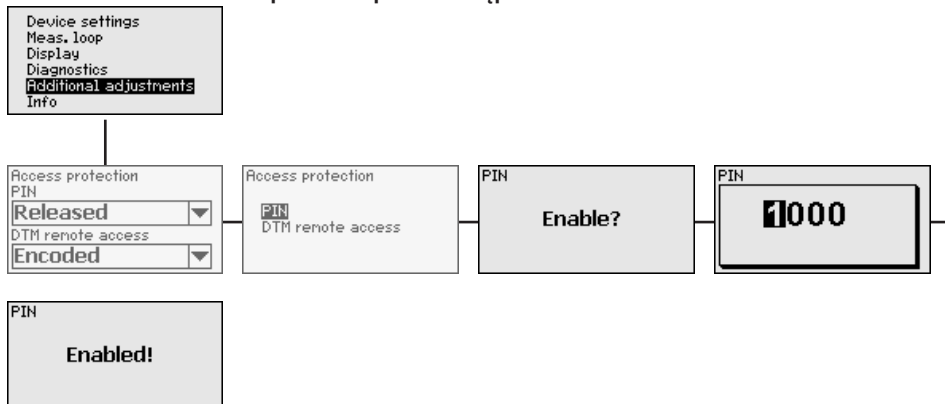 Device settings
Meas. loop
Display
Diagnostics
Additional adjustments
Info
Access protection
PIN
Released
DTM remote access
Encoded
Access protection
PIN
DTM remote access
PIN
Enable?
PIN
1000
PIN
Enabled!